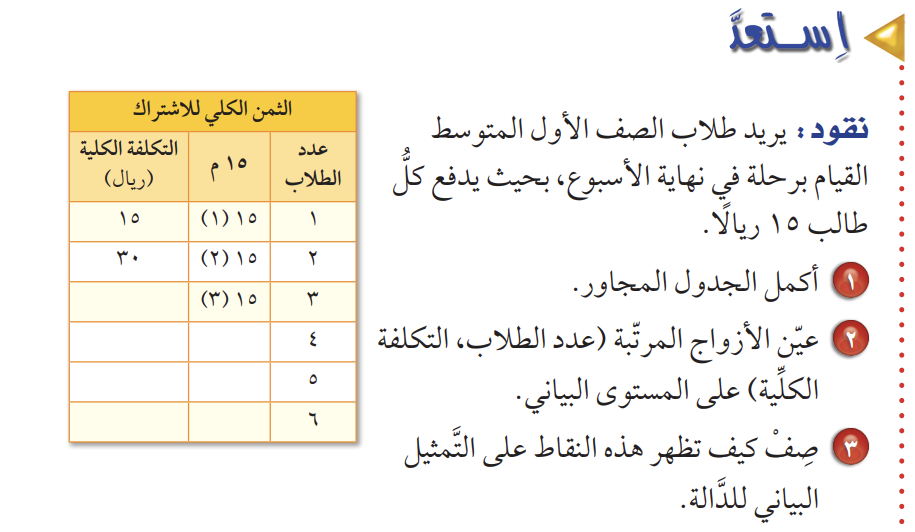 اِستعدَّ
نقود: يريد طلاب الصف الأول المتوسط
القيام برحلة في نهاية الأسبوع، بحيث يدفع كلُّ
طالب ١٥ ريالًا.
١ أكمل الجدول المجاور.
٢ عيّن الأزواج المرتّبة (عدد الطلاب، التكلفة
الكلِّية) على المستوى البياني.
٣ صِفْ كيف تظهر هذه النقاط على التَّمثيل
البياني للدَّالة.
الثمن الكلي للاشتراك
عدد الطلاب ١٥ م التكلفة الكلية (ريال)
١ ١٥ (١) ١٥
٢ ١٥ (٢) ٣٠
٣ ١٥ (٣)
٤
٥
٦